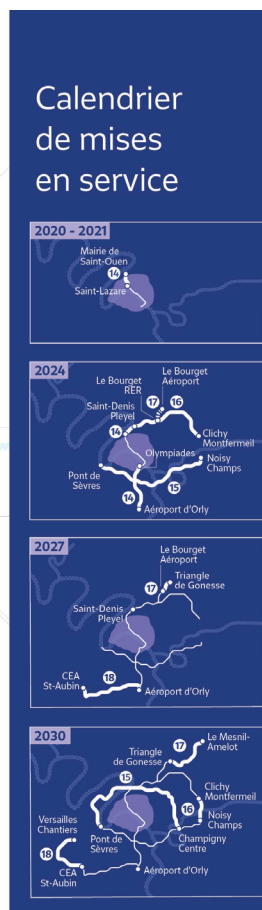 Calendrier
de mises
en service
2020 - 2021
Mairie de
Saint-Ouen
14
Saint-Lazare
2024
Le Bourget
Aéroport
Le Bourget
RER
17
16
Saint-Denis
Pleyel
14
Clichy
Montfermeil
Olympiades
Noisy
Champs
Pont de
Sèvres
15
14
Aéroport d'Orly
2027
Le Bourget
Aéroport
17
Triangle
de Gonesse
Saint-Denis
Pleyel
CEA
St-Aubin
18
Aéroport d'Orly
2030
17
Le Mesnil-
Amelot
Triangle
de Gonesse
15
Clichy
Montfermeil
16
Versailles
Chantiers
Noisy
Champs
Pont de
Sèvres
Champigny
Centre
18
CEA
St-Aubin
Aéroport d'Orly